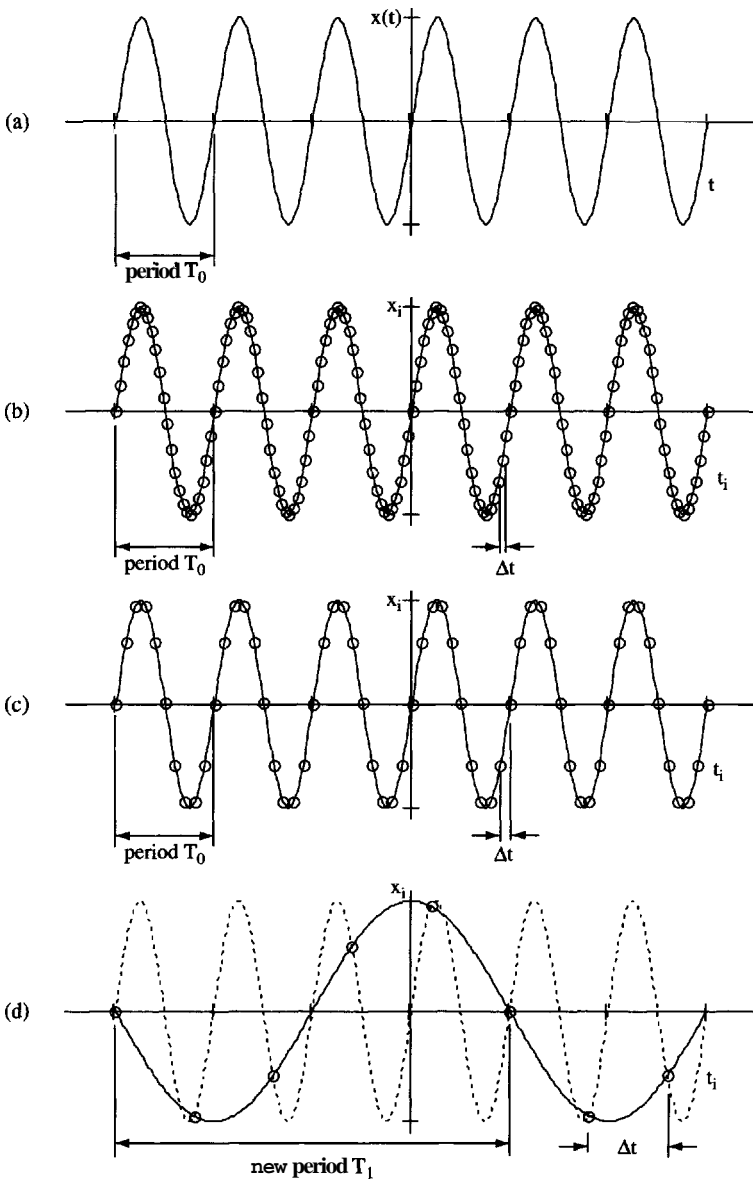 x(t)
(a)
t
period T₀
xᵢ
(b)
tᵢ
period T₀
Δt
xᵢ
(c)
tᵢ
period T₀
Δt
xᵢ
(d)
tᵢ
Δt
new period T₁